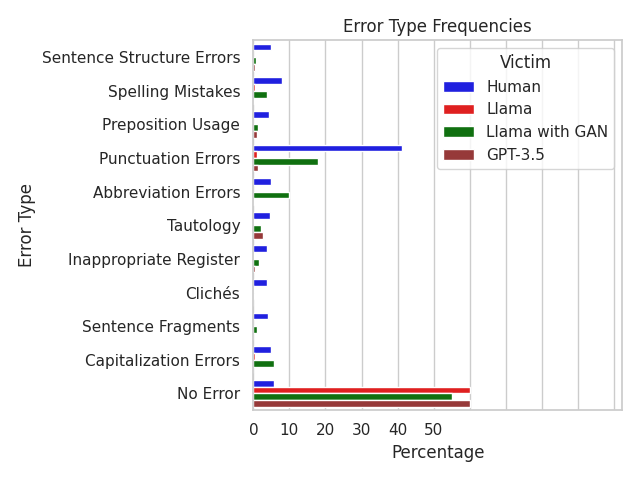 Error Type Frequencies
Victim
Human
Llama
Llama with GAN
GPT-3.5
Error Type
Sentence Structure Errors
Spelling Mistakes
Preposition Usage
Punctuation Errors
Abbreviation Errors
Tautology
Inappropriate Register
Clichés
Sentence Fragments
Capitalization Errors
No Error
0 10 20 30 40 50
Percentage